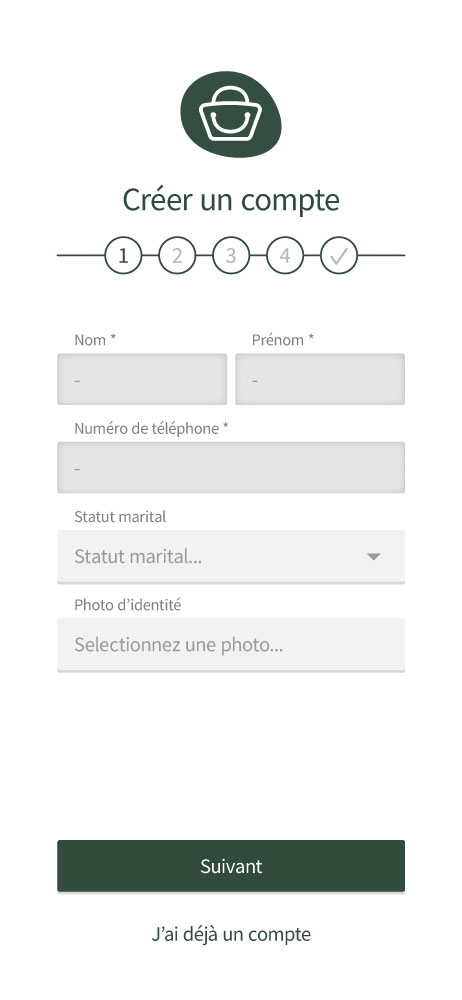 Créer un compte
1 2 3 4
Nom * Prénom *
- -
Numéro de téléphone *
-
Statut marital
Statut marital...
Photo d’identité
Selectionnez une photo...
Suivant
J’ai déjà un compte